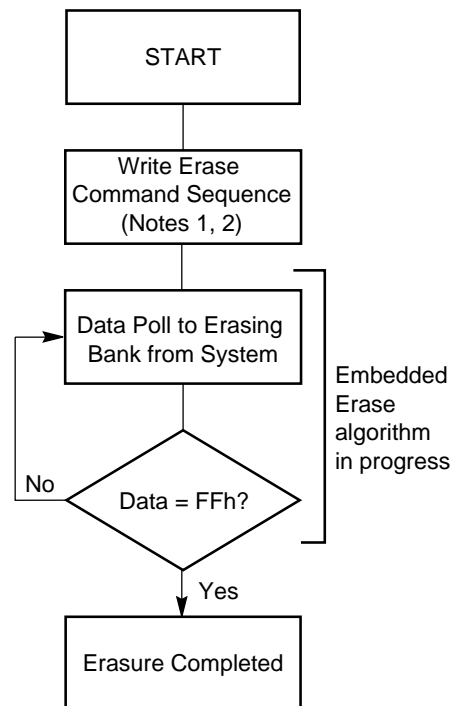 START
Write Erase
Command Sequence
(Notes 1, 2)
Data Poll to Erasing
Bank from System
Embedded
Erase
algorithm
in progress
No
Data = FFh?
Yes
Erasure Completed